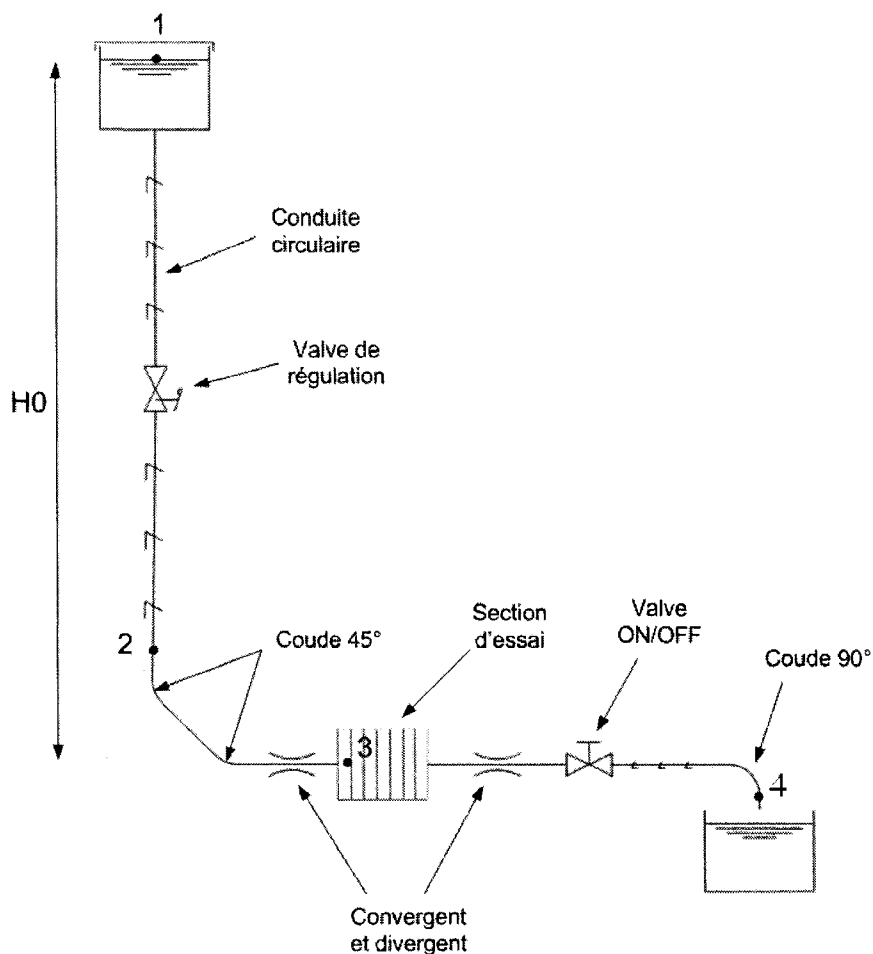 1
Conduite
circulaire
Valve de
régulation
H0
Section
d'essai
Valve
ON/OFF
2
Coude 45°
Coude 90°
3
4
Convergent
et divergent